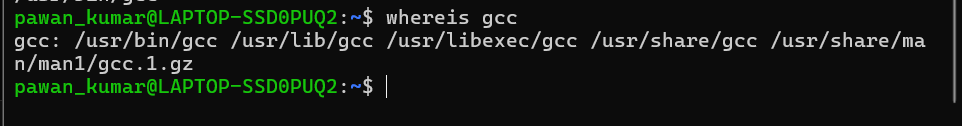 pawan_kumar@LAPTOP-SSD0PUQ2:~$ whereis gcc
gcc: /usr/bin/gcc /usr/lib/gcc /usr/libexec/gcc /usr/share/gcc /usr/share/ma
n/man1/gcc.1.gz
pawan_kumar@LAPTOP-SSD0PUQ2:~$